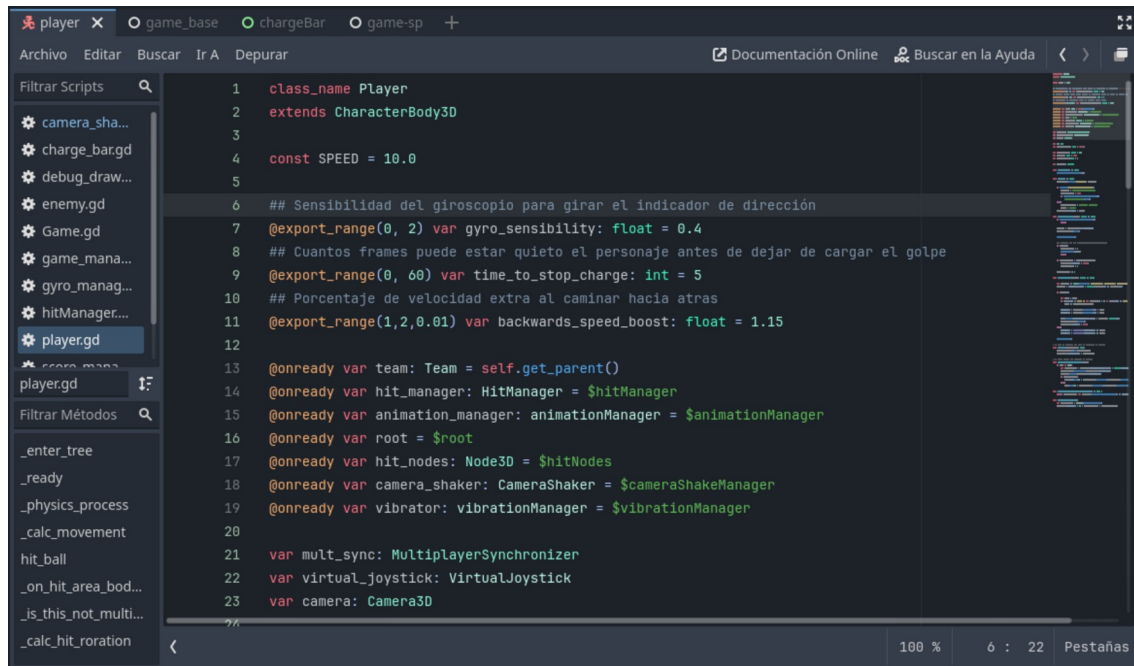 player game_base chargeBar game-sp
Archivo Editar Buscar Ir A Depurar Documentación Online Buscar en la Ayuda
Filtrar Scripts
camera_sha...
charge_bar.gd
debug_draw...
enemy.gd
Game.gd
game_mana...
gyro_manag...
hitManager....
player.gd
player.gd
Filtrar Métodos
_enter_tree
_ready
_physics_process
_calc_movement
hit_ball
_on_hit_area_bod...
_is_this_not_multi...
_calc_hit_roration
1 class_name Player
2 extends CharacterBody3D
3
4 const SPEED = 10.0
5
6 ## Sensibilidad del giroscopio para girar el indicador de dirección
7 @export_range(0, 2) var gyro_sensibility: float = 0.4
8 ## Cuantos frames puede estar quieto el personaje antes de dejar de cargar el golpe
9 @export_range(0, 60) var time_to_stop_charge: int = 5
10 ## Porcentaje de velocidad extra al caminar hacia atras
11 @export_range(1,2,0.01) var backwards_speed_boost: float = 1.15
12
13 @onready var team: Team = self.get_parent()
14 @onready var hit_manager: HitManager = $hitManager
15 @onready var animation_manager: animationManager = $animationManager
16 @onready var root = $root
17 @onready var hit_nodes: Node3D = $hitNodes
18 @onready var camera_shaker: CameraShaker = $cameraShakeManager
19 @onready var vibrator: vibrationManager = $vibrationManager
20
21 var mult_sync: MultiplayerSynchronizer
22 var virtual_joystick: VirtualJoystick
23 var camera: Camera3D
24
100 % 6 : 22 Pestañas